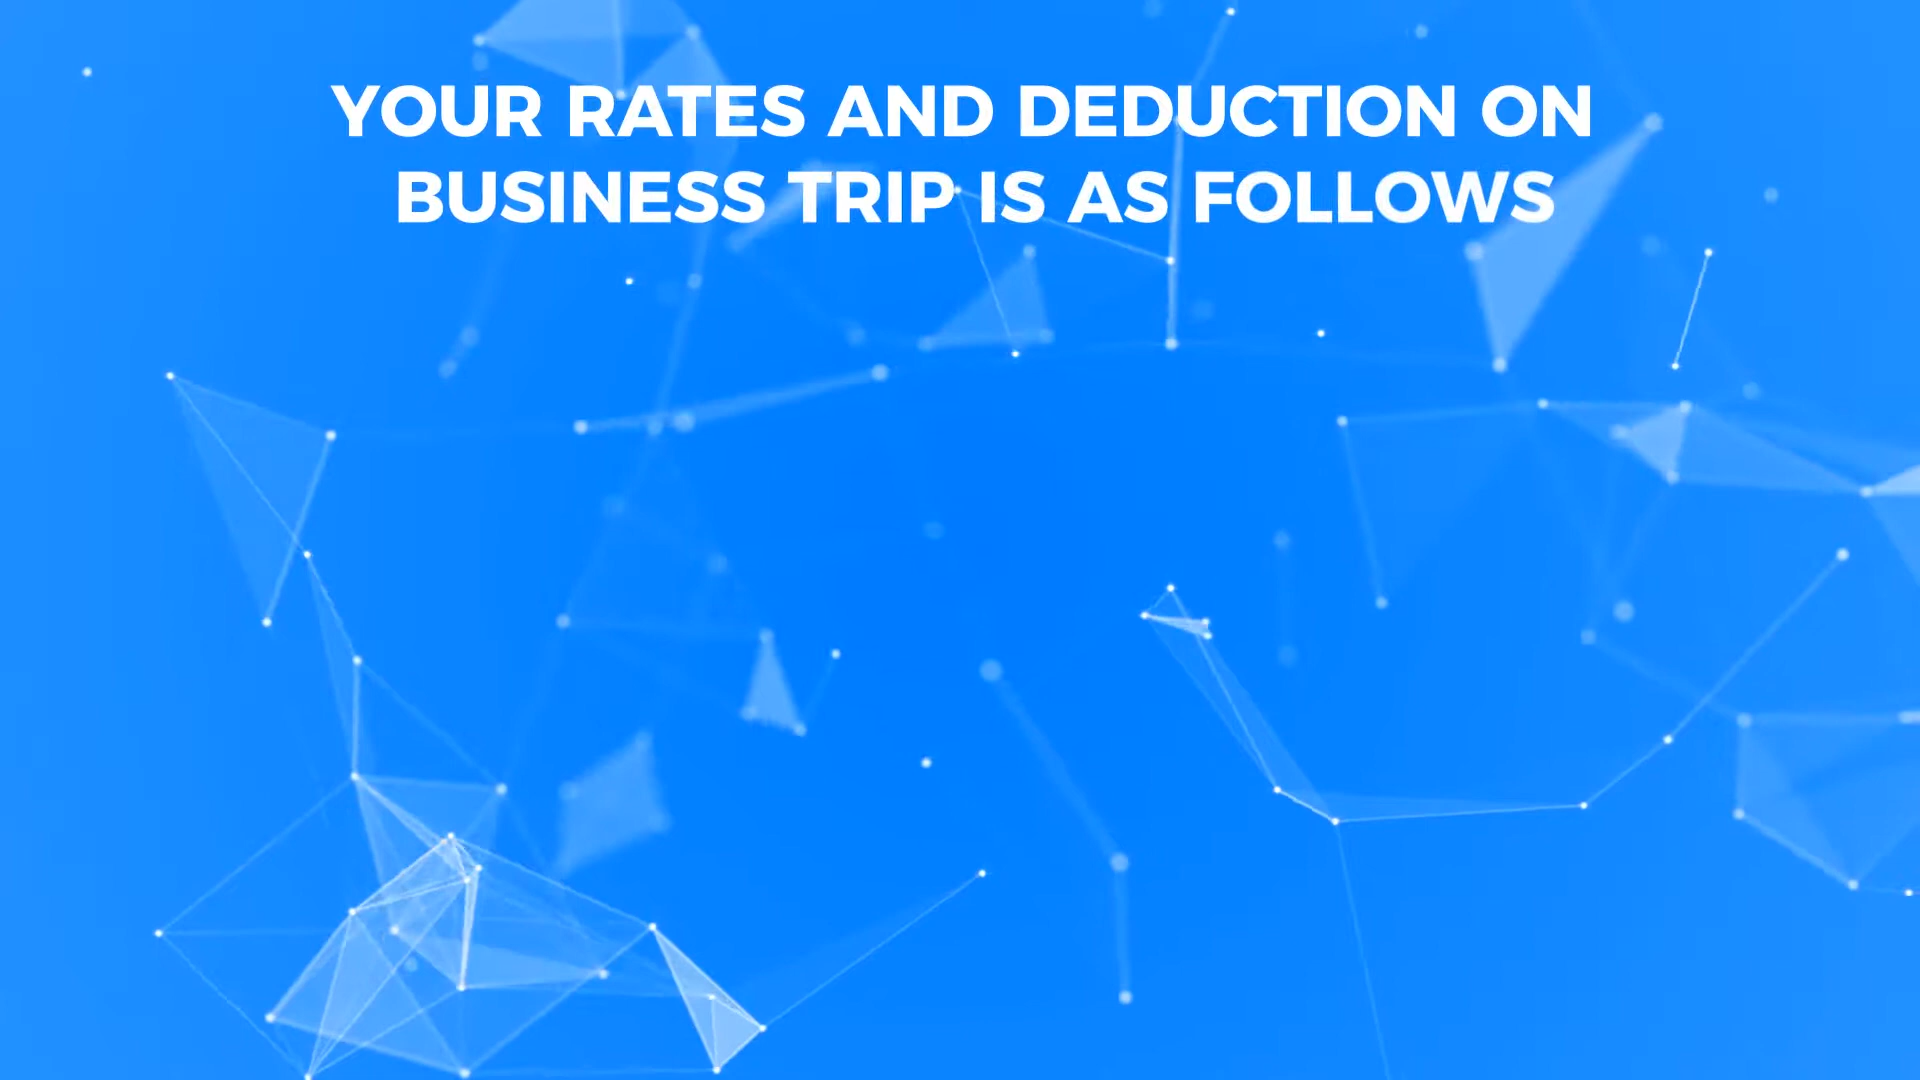 YOUR RATES AND DEDUCTION ON
BUSINESS TRIP IS AS FOLLOWS